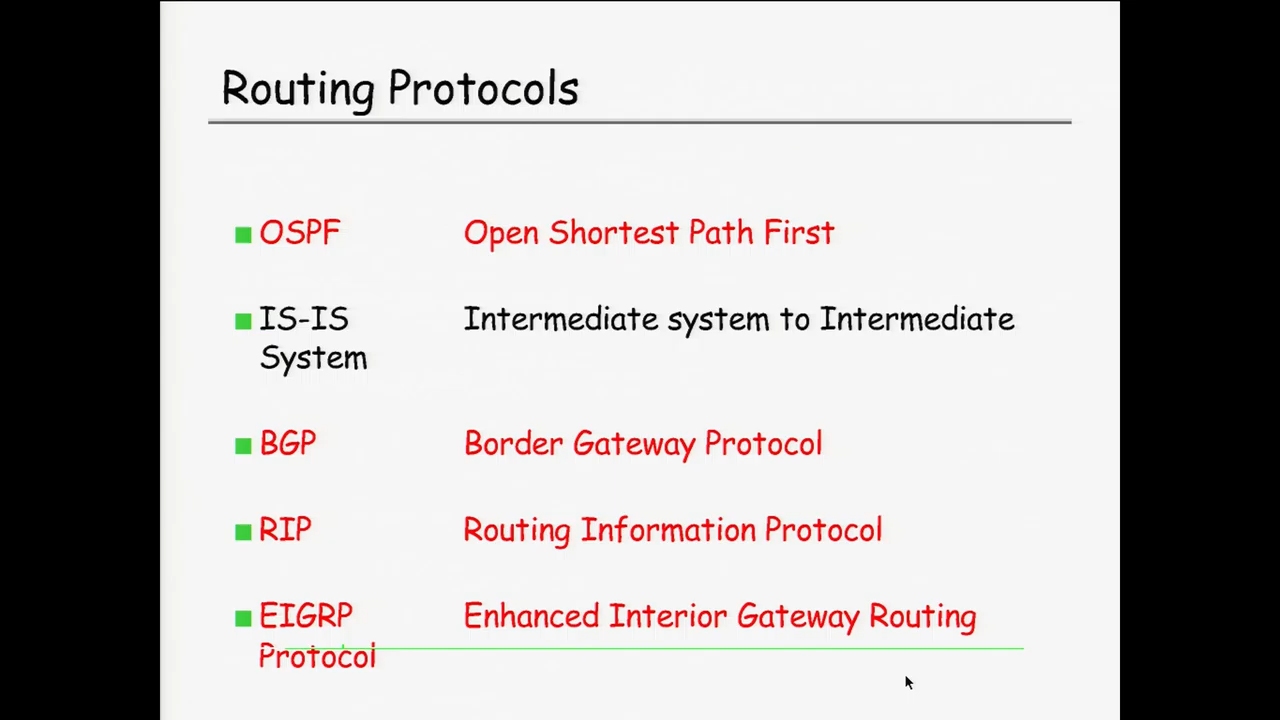 Routing Protocols
OSPF Open Shortest Path First
IS-IS Intermediate system to Intermediate
System
BGP Border Gateway Protocol
RIP Routing Information Protocol
EIGRP Enhanced Interior Gateway Routing
Protocol